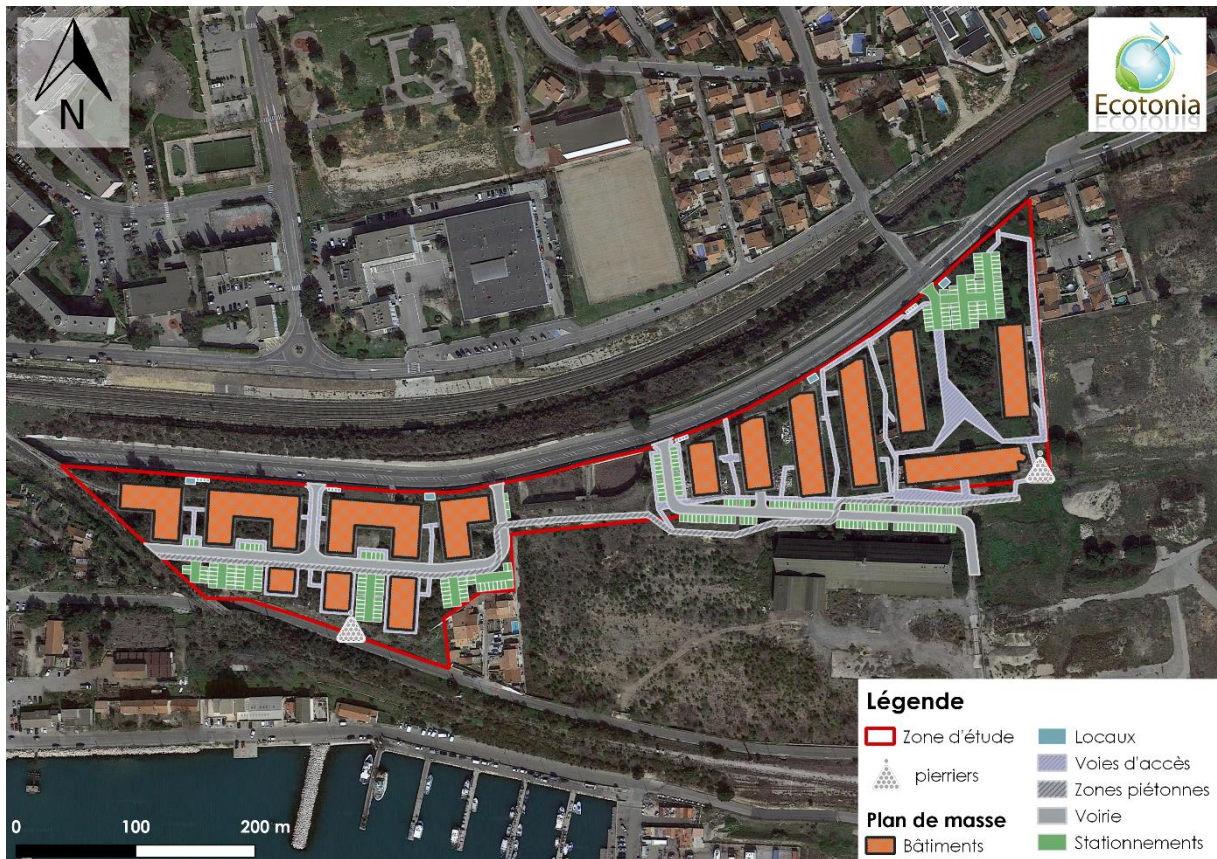 N
Ecotonia
Légende
Zone d'étude
pierriers
Plan de masse
Bâtiments
Locaux
Voies d'accès
Zones piétonnes
Voirie
Stationnements
0 100 200 m